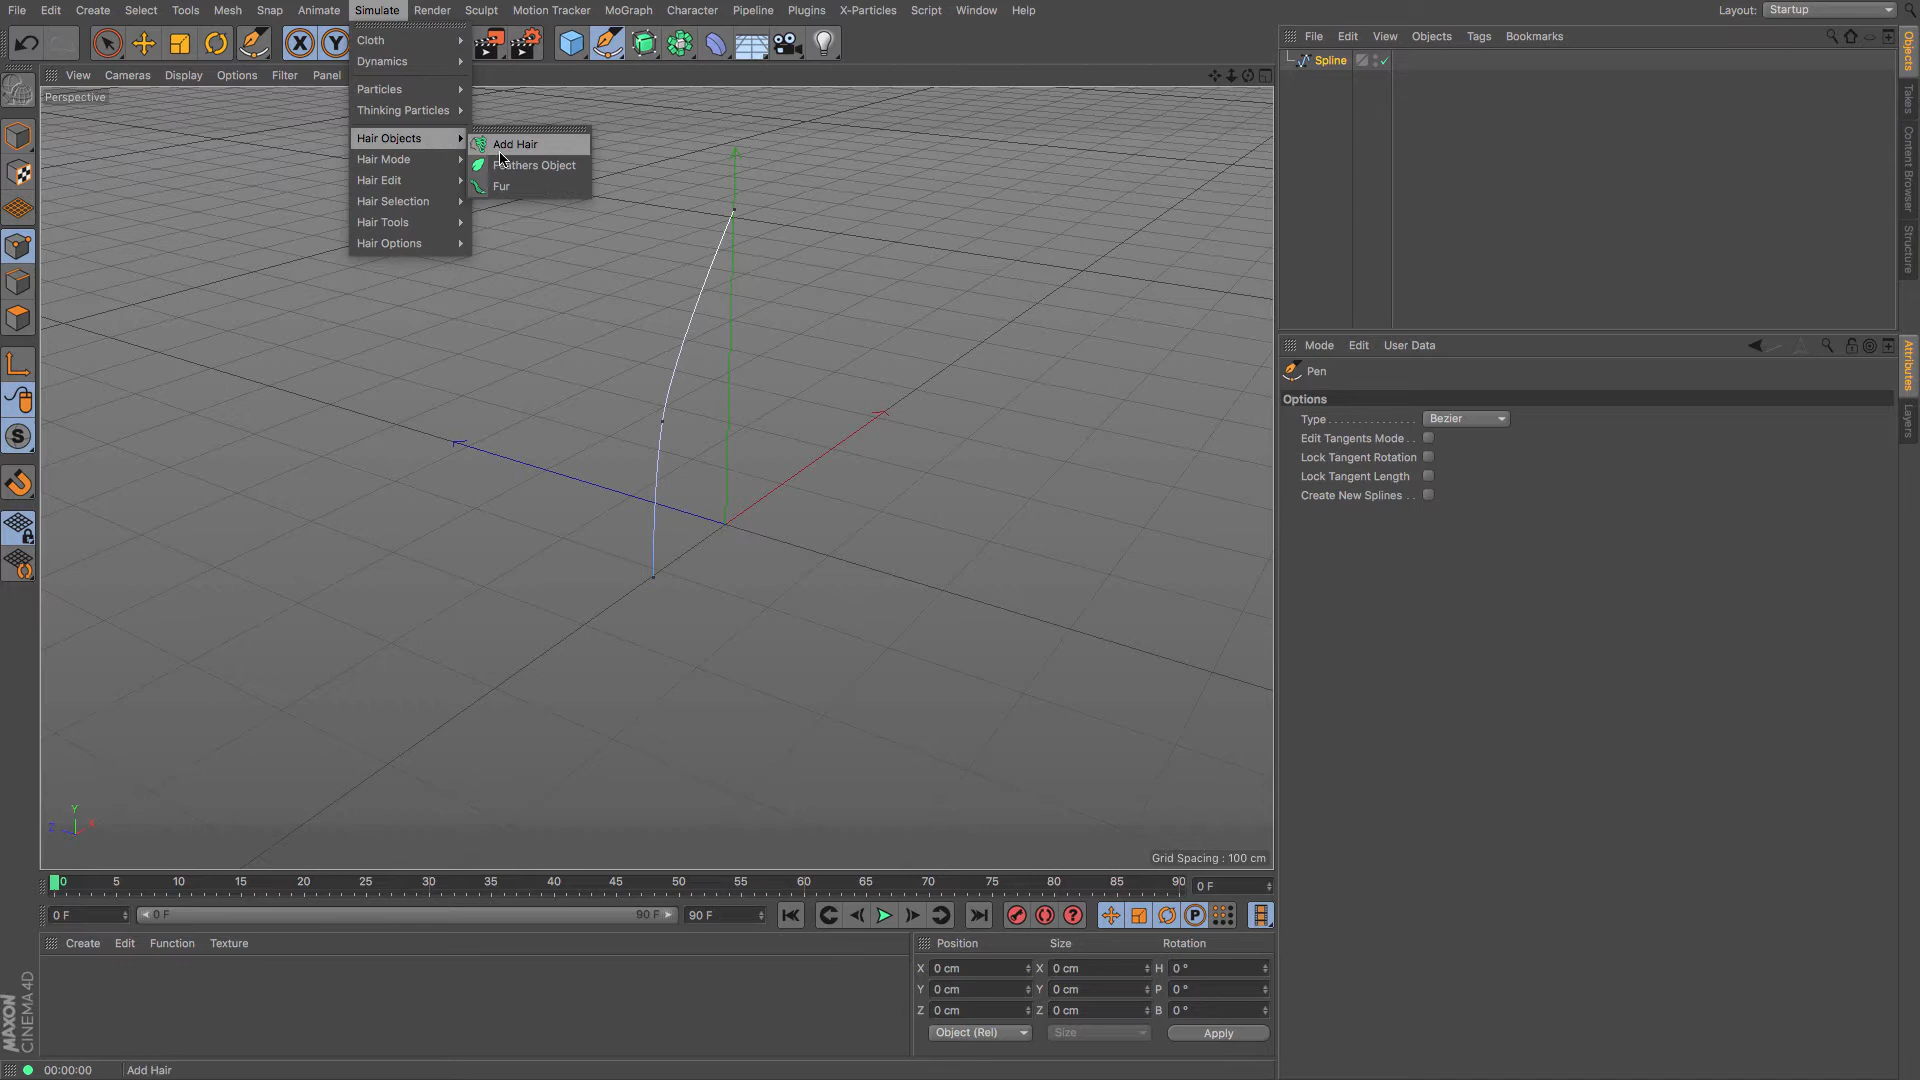 File Edit Create Select Tools Mesh Snap Animate Simulate Render Sculpt Motion Tracker MoGraph Character Pipeline Plugins X-Particles Script Window Help Layout: Startup
File Edit View Objects Tags Bookmarks
Spline
View Cameras Display Options Filter Panel
Perspective
Cloth
Dynamics
Particles
Thinking Particles
Hair Objects
Hair Mode
Hair Edit
Hair Selection
Hair Tools
Hair Options
Add Hair
Feathers Object
Fur
Mode Edit User Data
Pen
Options
Type Bezier
Edit Tangents Mode
Lock Tangent Rotation
Lock Tangent Length
Create New Splines
Objects
Takes
Content Browser
Structure
Attributes
Layers
X Y
Y
Z X
Grid Spacing : 100 cm
0 5 10 15 20 25 30 35 40 45 50 55 60 65 70 75 80 85 90 0 F
0 F 0 F 90 F 90 F
Create Edit Function Texture
Position Size Rotation
X 0 cm X 0 cm H 0 °
Y 0 cm Y 0 cm P 0 °
Z 0 cm Z 0 cm B 0 °
Object (Rel) Size Apply
MAXON
CINEMA 4D
00:00:00 Add Hair